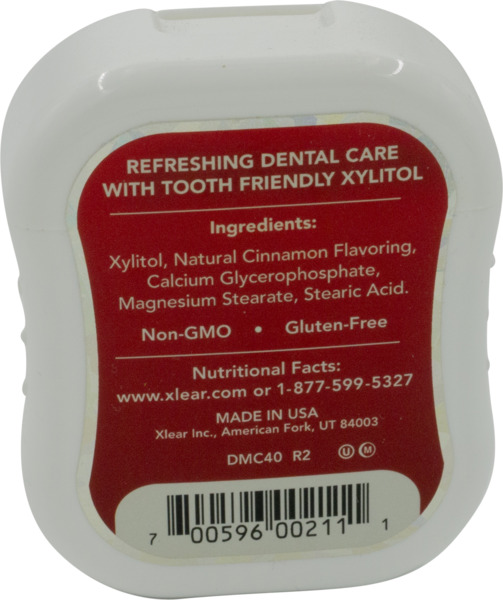 REFRESHING DENTAL CARE
WITH TOOTH FRIENDLY XYLITOL
Ingredients:
Xylitol, Natural Cinnamon Flavoring,
Calcium Glycerophosphate,
Magnesium Stearate, Stearic Acid.
Non-GMO • Gluten-Free
Nutritional Facts:
www.xlear.com or 1-877-599-5327
MADE IN USA
Xlear Inc., American Fork, UT 84003
DMC40 R2 U M
7 00596 00211 1